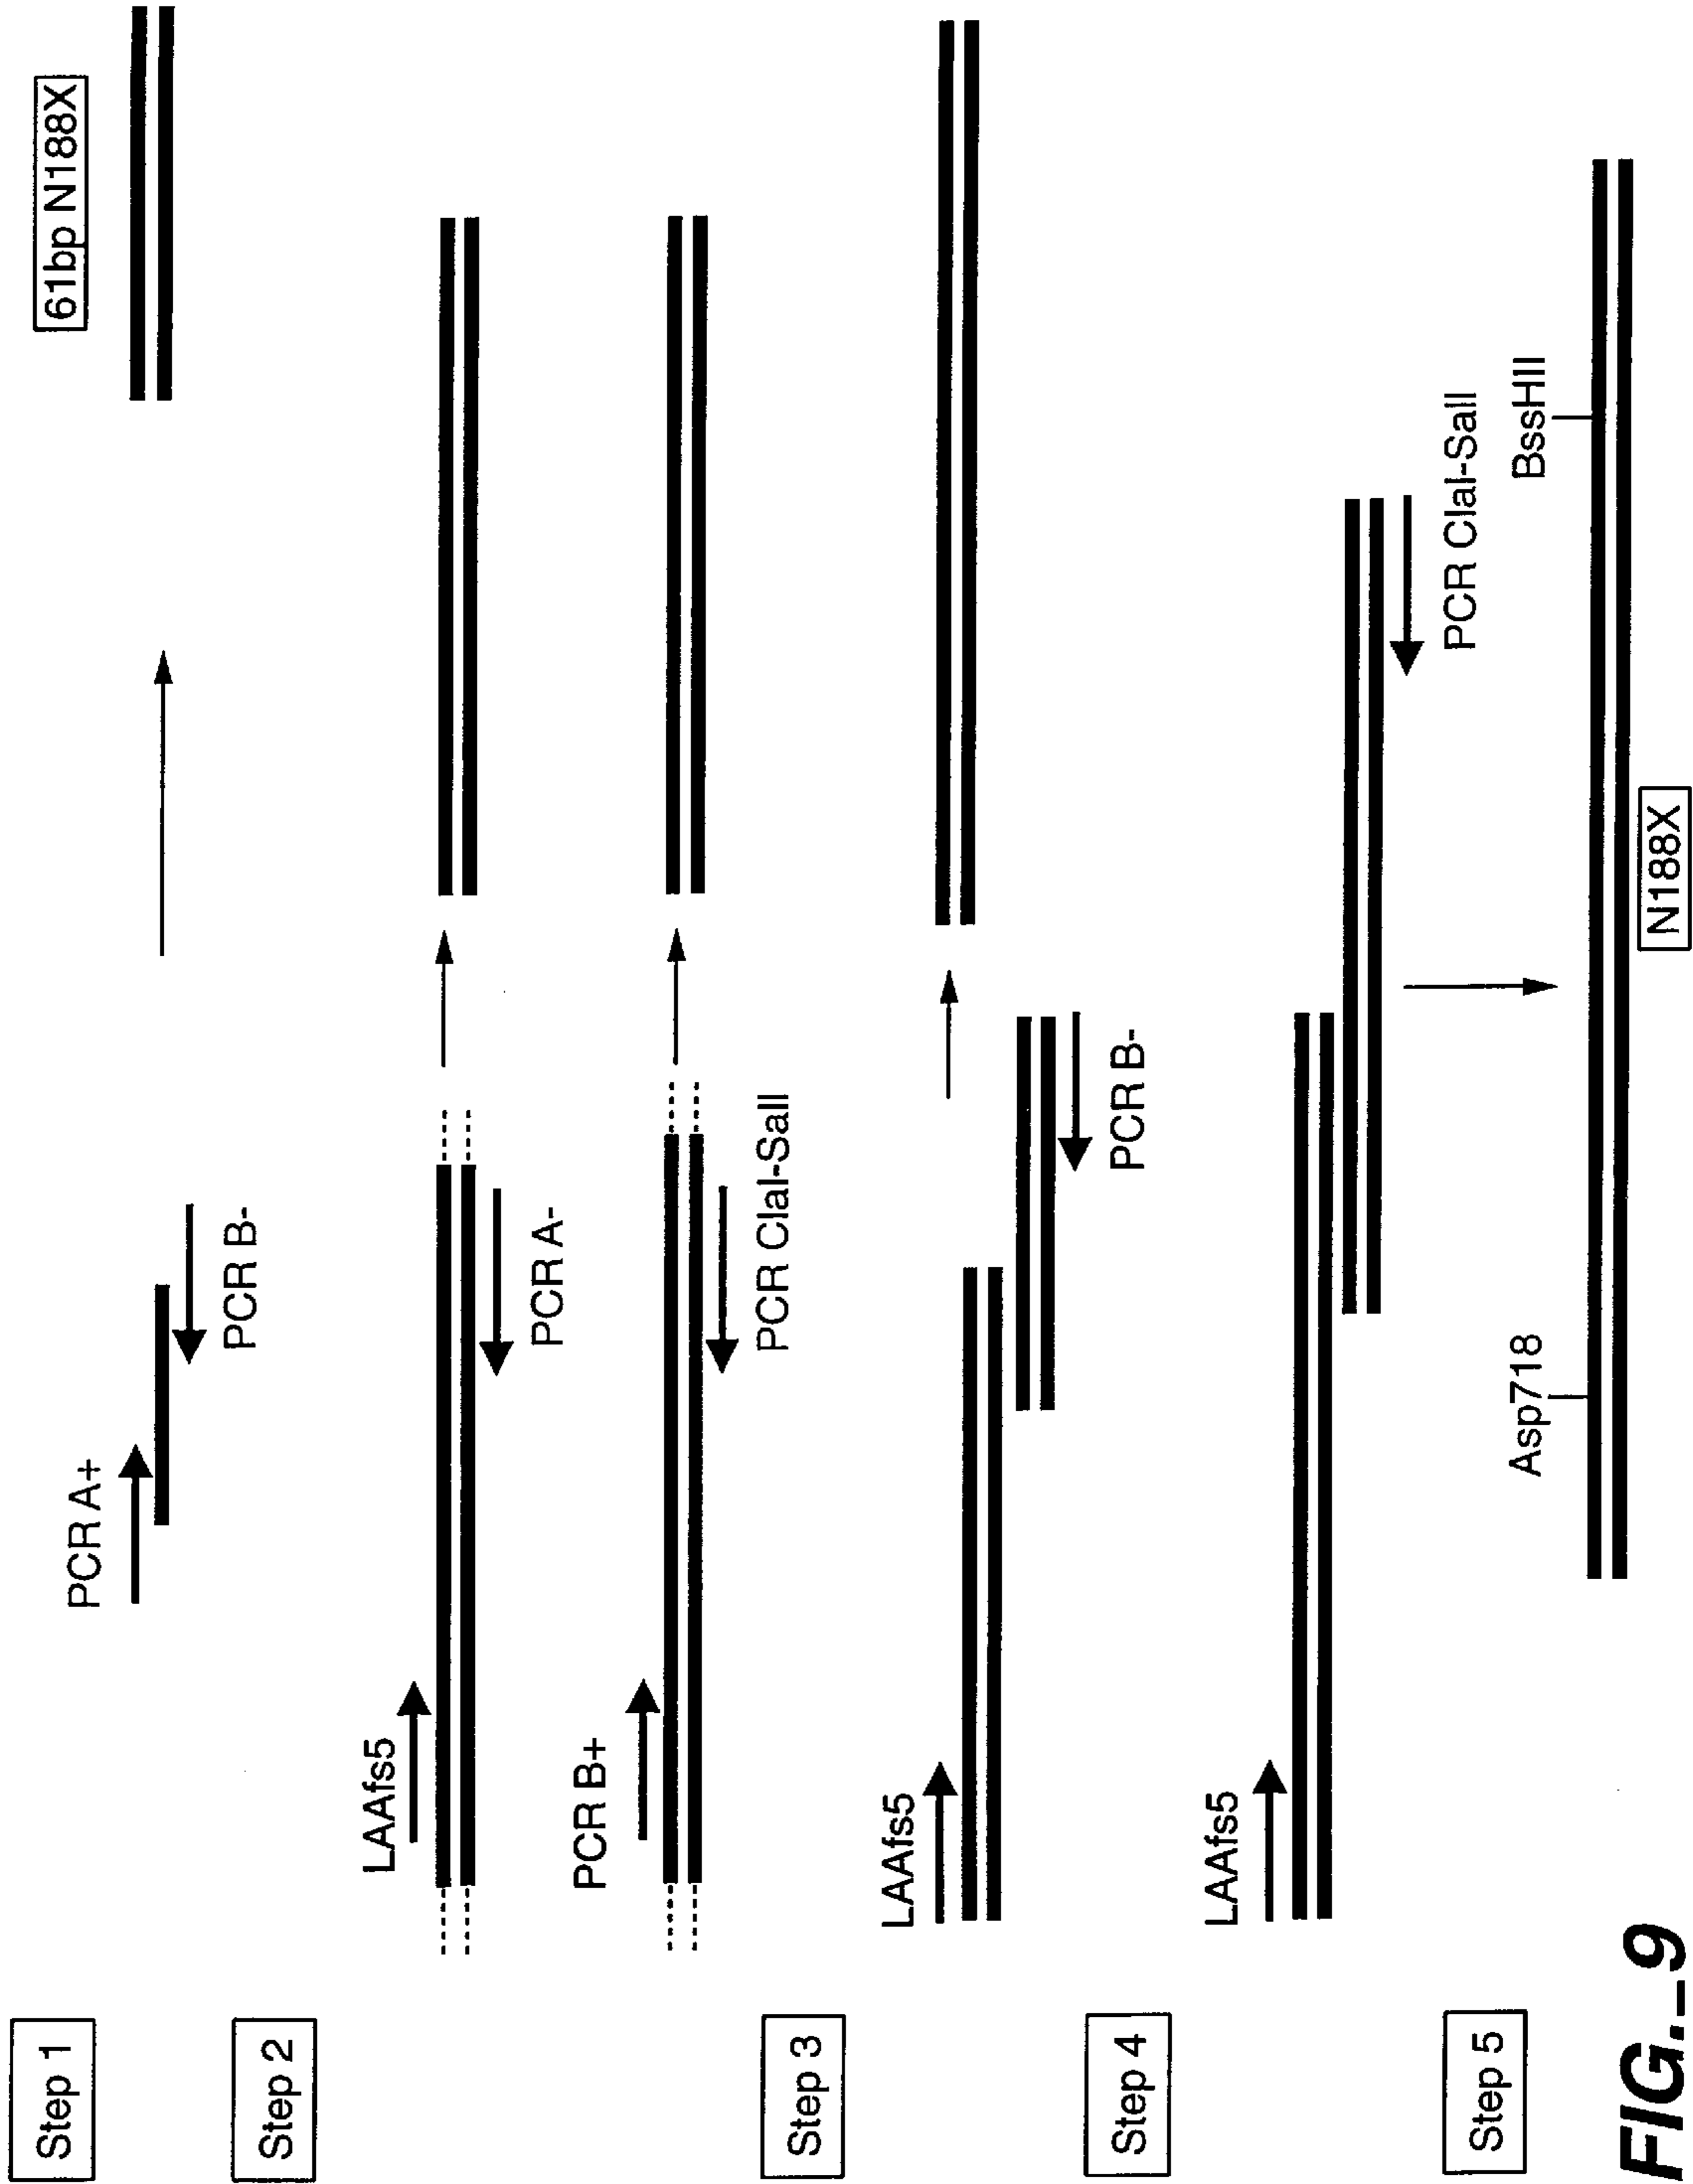 Step 1
PCR A+
PCR B-
61bp N188X
Step 2
LAAfs5
PCR A-
PCR B+
PCR ClaI-SalI
Step 3
LAAfs5
PCR B-
Step 4
LAAfs5
PCR ClaI-SalI
Step 5
Asp718
BssHII
N188X
FIG._9